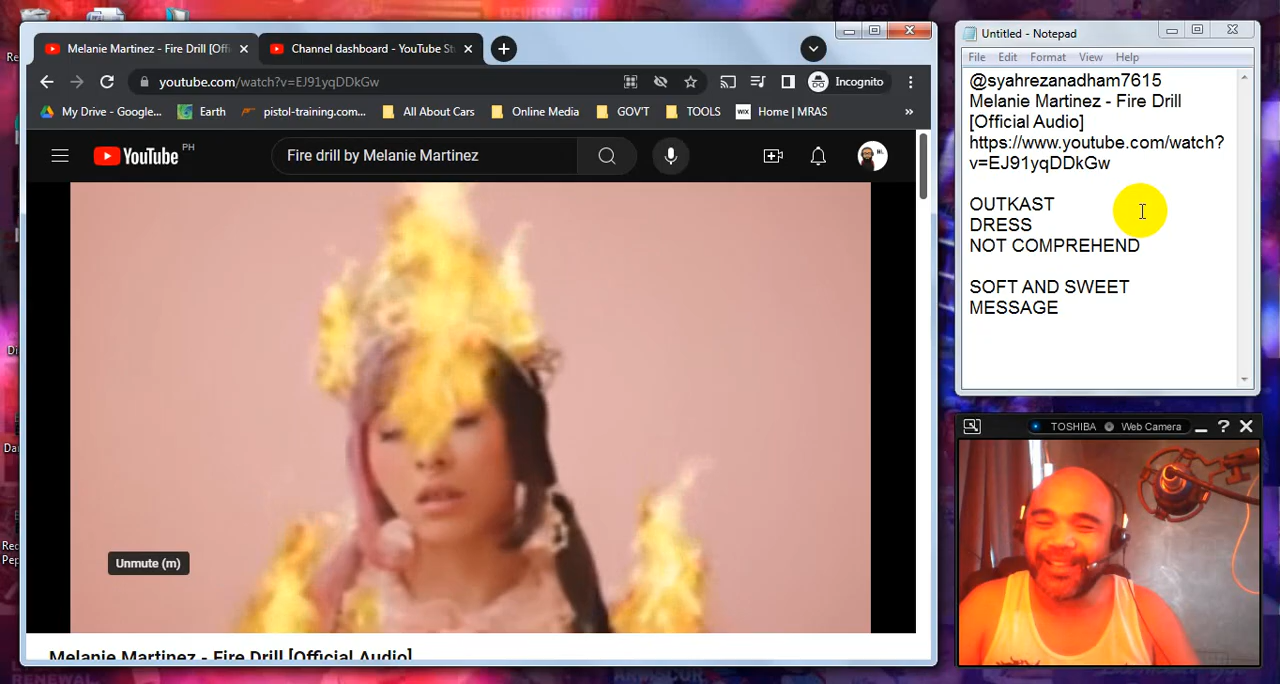 Melanie Martinez - Fire Drill [Offi
Channel dashboard - YouTube St
youtube.com/watch?v=EJ91yqDDkGw
Incognito
My Drive - Google...
Earth
pistol-training.com...
All About Cars
Online Media
GOV'T
TOOLS
WIX
Home | MRAS
»
YouTube PH
Fire drill by Melanie Martinez
Unmute (m)
Melanie Martinez - Fire Drill [Official Audio]
Untitled - Notepad
File Edit Format View Help
@syahrezanadham7615
Melanie Martinez - Fire Drill
[Official Audio]
https://www.youtube.com/watch?
v=EJ91yqDDkGw
OUTKAST
DRESS
NOT COMPREHEND
SOFT AND SWEET
MESSAGE
TOSHIBA Web Camera